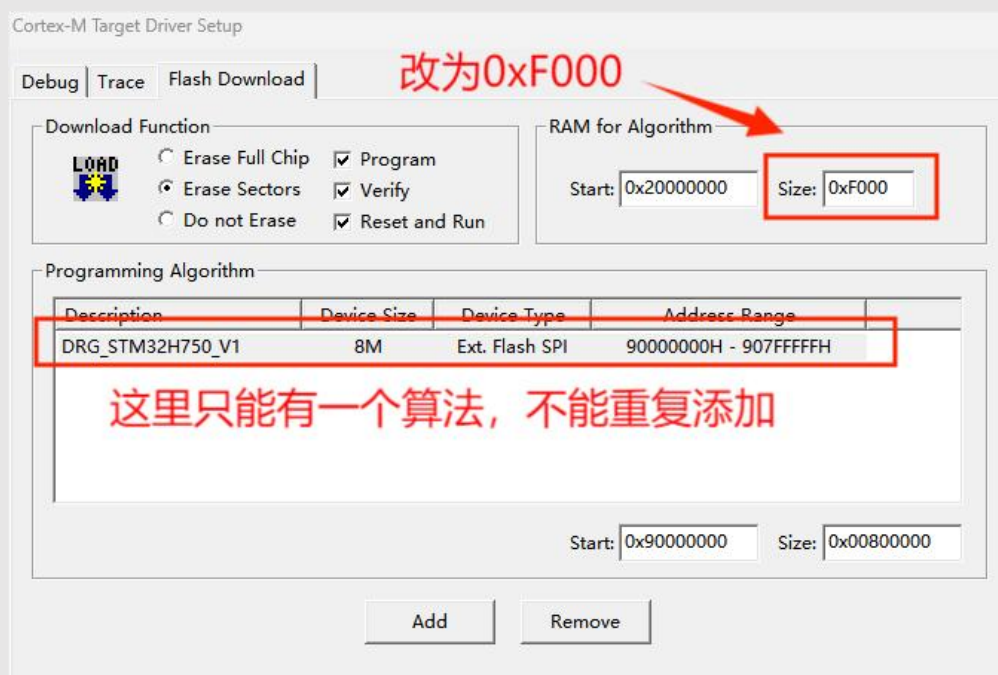 Cortex-M Target Driver Setup
Debug Trace Flash Download
改为0xF000
Download Function
LOAD
Erase Full Chip
Erase Sectors
Do not Erase
Program
Verify
Reset and Run
RAM for Algorithm
Start: 0x20000000 Size: 0xF000
Programming Algorithm
Description Device Size Device Type Address Range
DRG_STM32H750_V1 8M Ext. Flash SPI 90000000H - 907FFFFFH
这里只能有一个算法，不能重复添加
Start: 0x90000000 Size: 0x00800000
Add Remove